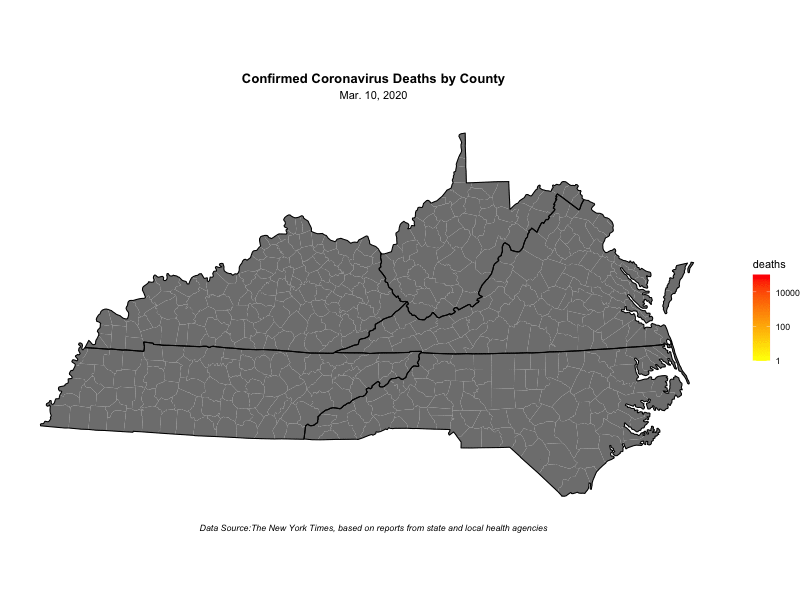 Confirmed Coronavirus Deaths by County
Mar. 10, 2020
deaths
10000
100
1
Data Source:The New York Times, based on reports from state and local health agencies